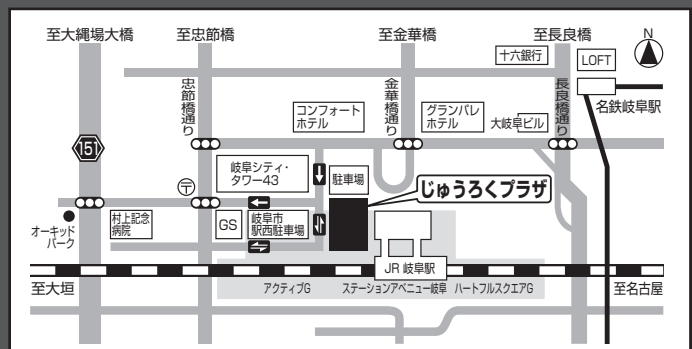 至大縄場大橋
至忠節橋
至金華橋
至長良橋
N
十六銀行
LOFT
名鉄岐阜駅
忠節橋通り
金華橋通り
長良橋通り
コンフォート
ホテル
グランパレ
ホテル
大岐阜ビル
151
岐阜シティ・
タワー43
駐車場
じゅうろくプラザ
〒
オーキッド
パーク
村上記念
病院
GS
岐阜市
駅西駐車場
JR 岐阜駅
至大垣
アクティブG
ステーションアベニュー岐阜
ハートフルスクエアG
至名古屋